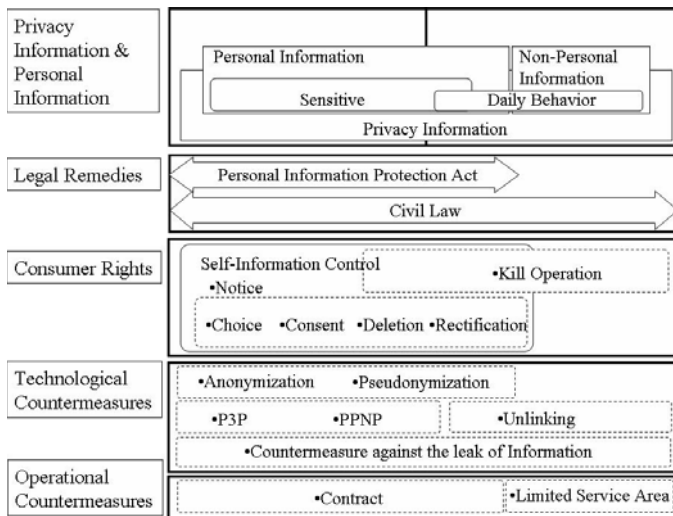 Privacy
Information &
Personal
Information
Personal Information
Non-Personal
Information
Sensitive
Daily Behavior
Privacy Information
Legal Remedies
Personal Information Protection Act
Civil Law
Consumer Rights
Self-Information Control
•Notice
•Kill Operation
•Choice •Consent •Deletion •Rectification
Technological
Countermeasures
•Anonymization •Pseudonymization
•P3P •PPNP •Unlinking
•Countermeasure against the leak of Information
Operational
Countermeasures
•Contract •Limited Service Area